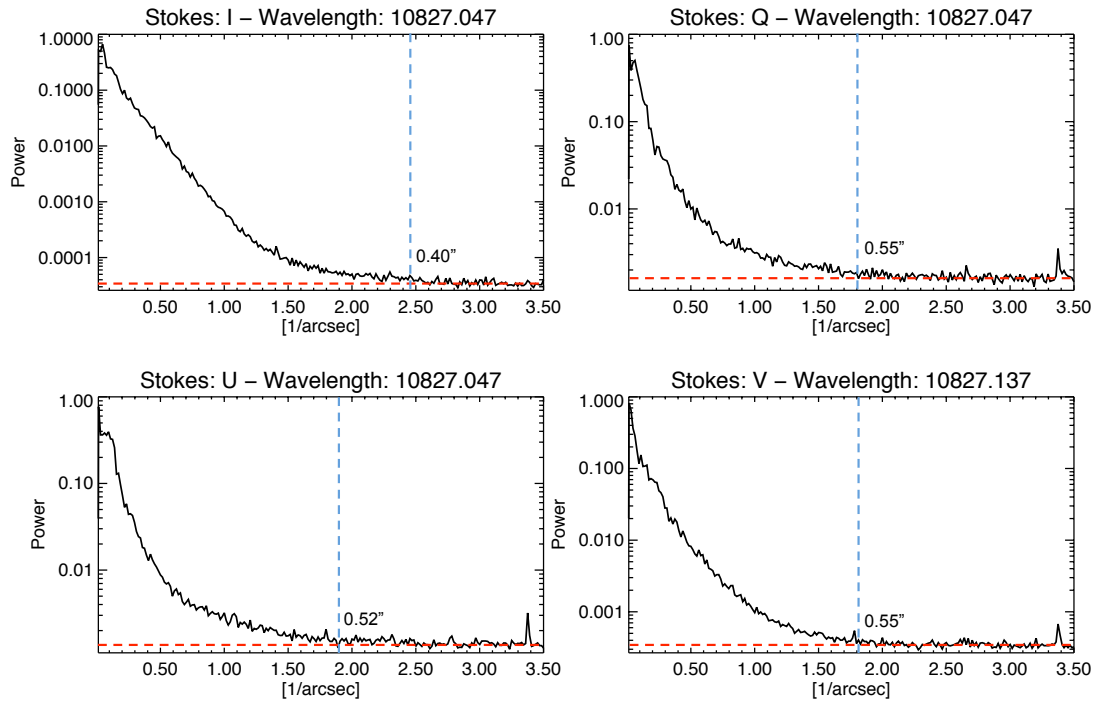 Stokes: I – Wavelength: 10827.047
Power
1.0000
0.1000
0.0100
0.0010
0.0001
0.40”
0.50 1.00 1.50 2.00 2.50 3.00 3.50
[1/arcsec]
Stokes: Q – Wavelength: 10827.047
Power
1.00
0.10
0.01
0.55”
0.50 1.00 1.50 2.00 2.50 3.00 3.50
[1/arcsec]
Stokes: U – Wavelength: 10827.047
Power
1.00
0.10
0.01
0.52”
0.50 1.00 1.50 2.00 2.50 3.00 3.50
[1/arcsec]
Stokes: V – Wavelength: 10827.137
Power
1.000
0.100
0.010
0.001
0.55”
0.50 1.00 1.50 2.00 2.50 3.00 3.50
[1/arcsec]